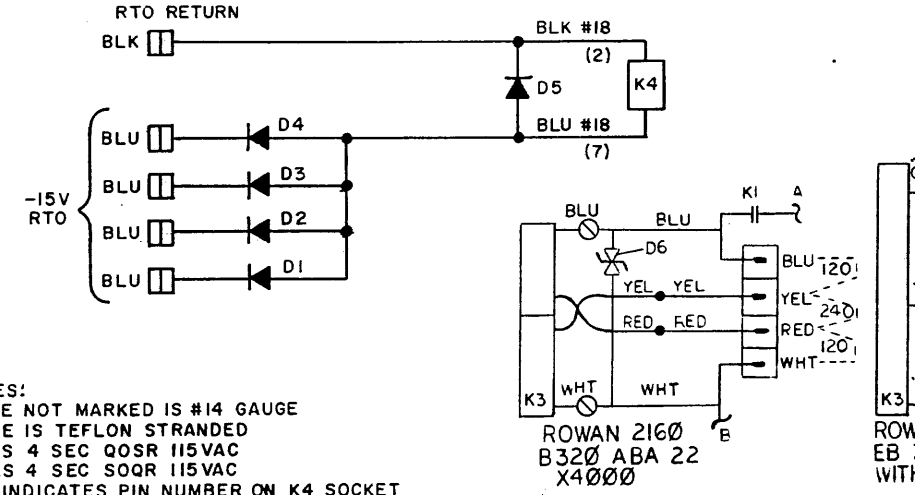 RTO RETURN
BLK
BLK #18
(2)
K4
D5
BLU #18
(7)
-15V
RTO
BLU D4
BLU D3
BLU D2
BLU D1
K1 A
BLU BLU
D6
BLU 120
YEL YEL YEL
240
RED RED RED
120
WHT WHT WHT
K3 B
ROWAN 2160
B320 ABA 22
X4000
K3
ROW
EB
WITH
ES:
E NOT MARKED IS #14 GAUGE
E IS TEFLON STRANDED
S 4 SEC QOSR 115VAC
S 4 SEC SOQR 115VAC
INDICATES PIN NUMBER ON K4 SOCKET